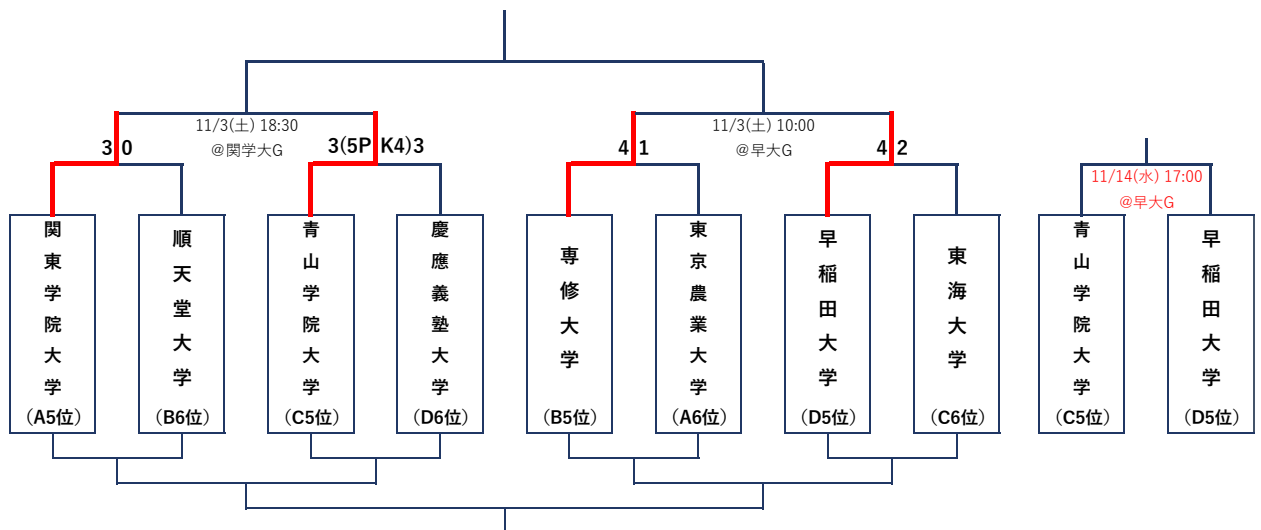 11/3(土) 18:30
@関学大G
11/3(土) 10:00
@早大G
3 0
3(5P K4)3
4 1
4 2
11/14(水) 17:00
@早大G
関東学院大学
(A5位)
順天堂大学
(B6位)
青山学院大学
(C5位)
慶應義塾大学
(D6位)
専修大学
(B5位)
東京農業大学
(A6位)
早稲田大学
(D5位)
東海大学
(C6位)
青山学院大学
(C5位)
早稲田大学
(D5位)